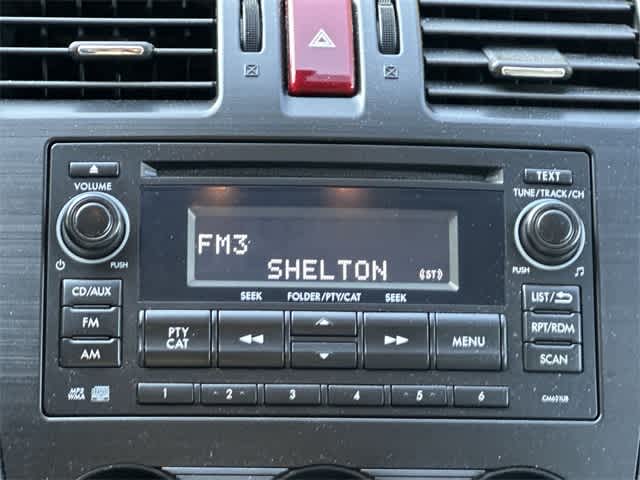 TEXT
VOLUME
TUNE/TRACK/CH
FM3
SHELTON (ST)
PUSH
PUSH
SEEK FOLDER/PTY/CAT SEEK
CD/AUX
LIST/
FM
PTY
CAT
MENU
RPT/RDM
AM
SCAN
MP3
WMA
1 2 3 4 5 6
CM621UB